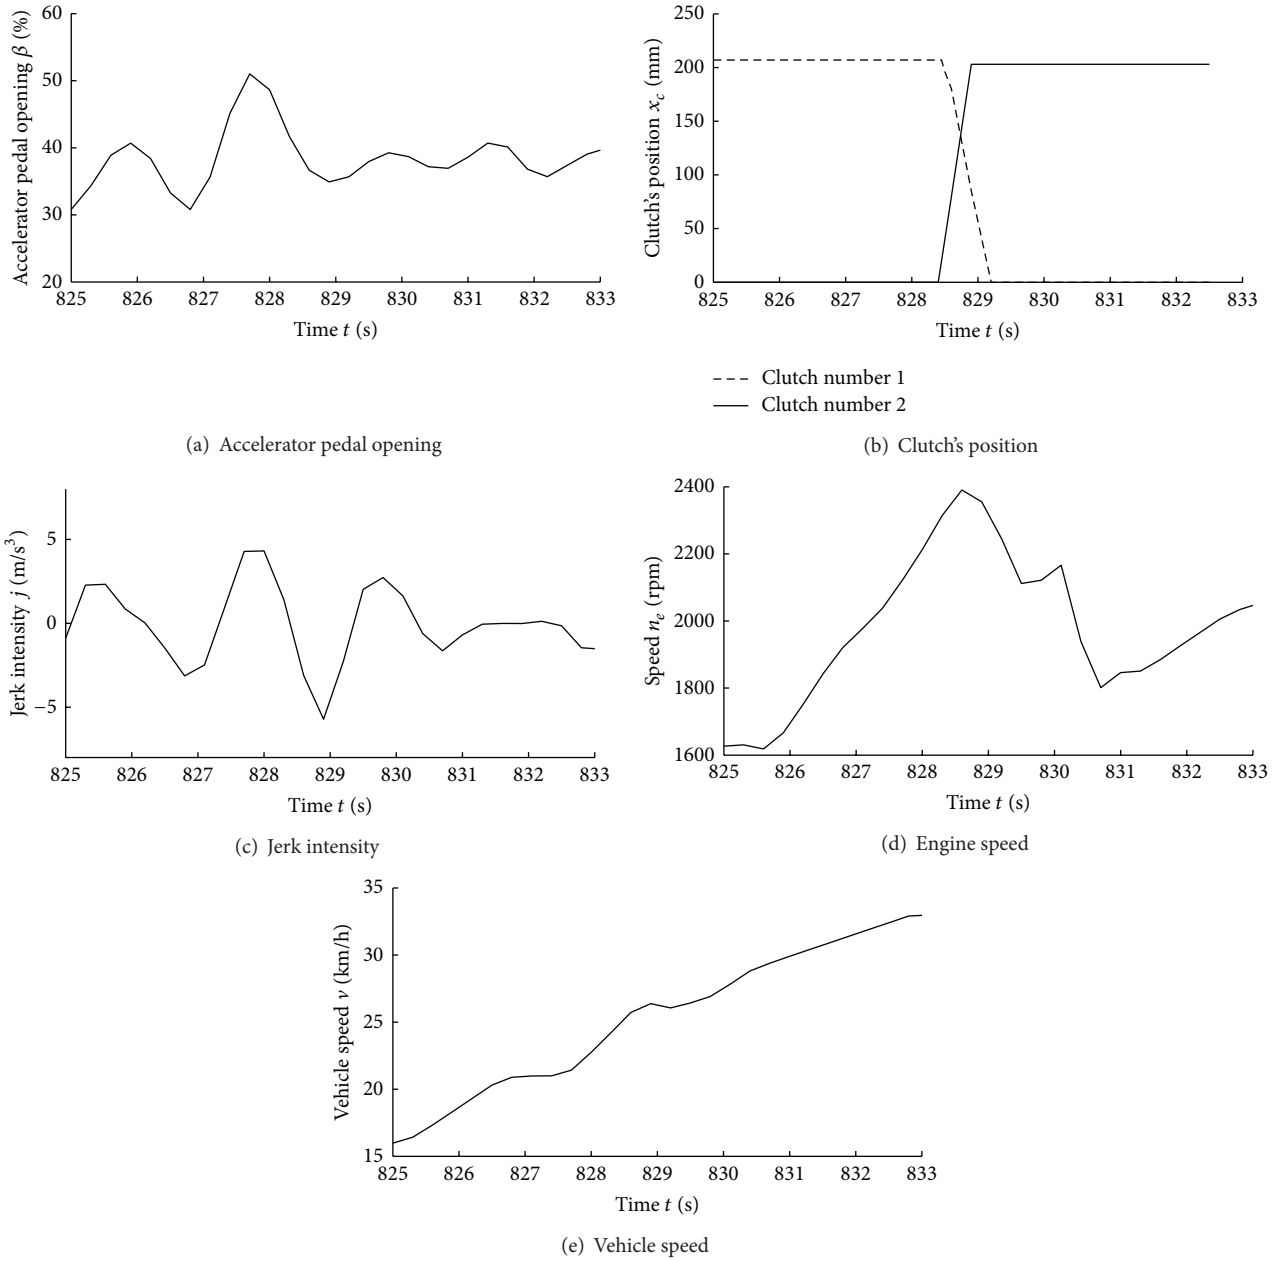 Accelerator pedal opening β (%)
60
50
40
30
20
825 826 827 828 829 830 831 832 833
Time t (s)
(a) Accelerator pedal opening
Clutch's position x_c (mm)
250
200
150
100
50
0
825 826 827 828 829 830 831 832 833
Time t (s)
Clutch number 1
Clutch number 2
(b) Clutch's position
Jerk intensity j (m/s³)
5
0
−5
825 826 827 828 829 830 831 832 833
Time t (s)
(c) Jerk intensity
Speed n_e (rpm)
2400
2200
2000
1800
1600
825 826 827 828 829 830 831 832 833
Time t (s)
(d) Engine speed
Vehicle speed v (km/h)
35
30
25
20
15
825 826 827 828 829 830 831 832 833
Time t (s)
(e) Vehicle speed